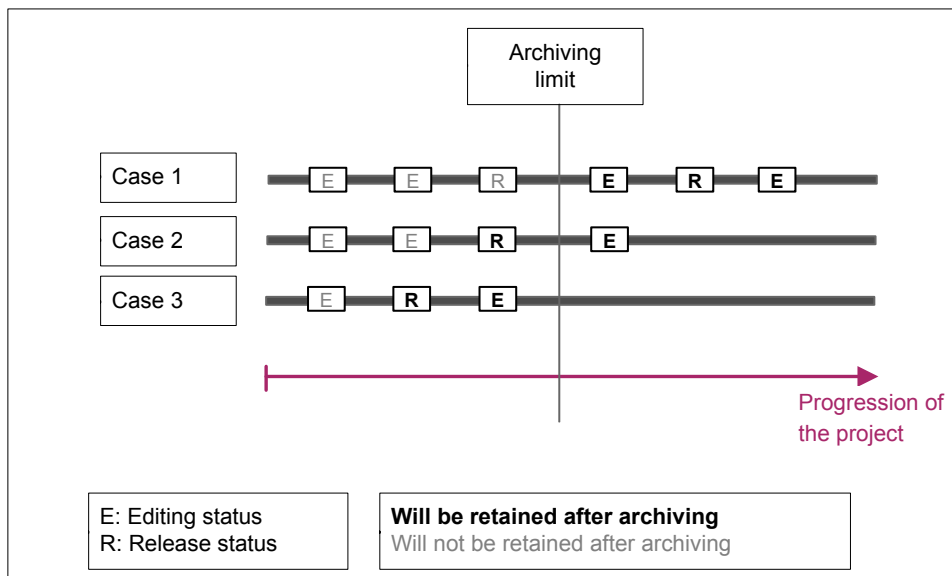 Archiving
limit
Case 1
E E R E R E
Case 2
E E R E
Case 3
E R E
Progression of
the project
E: Editing status
R: Release status
Will be retained after archiving
Will not be retained after archiving